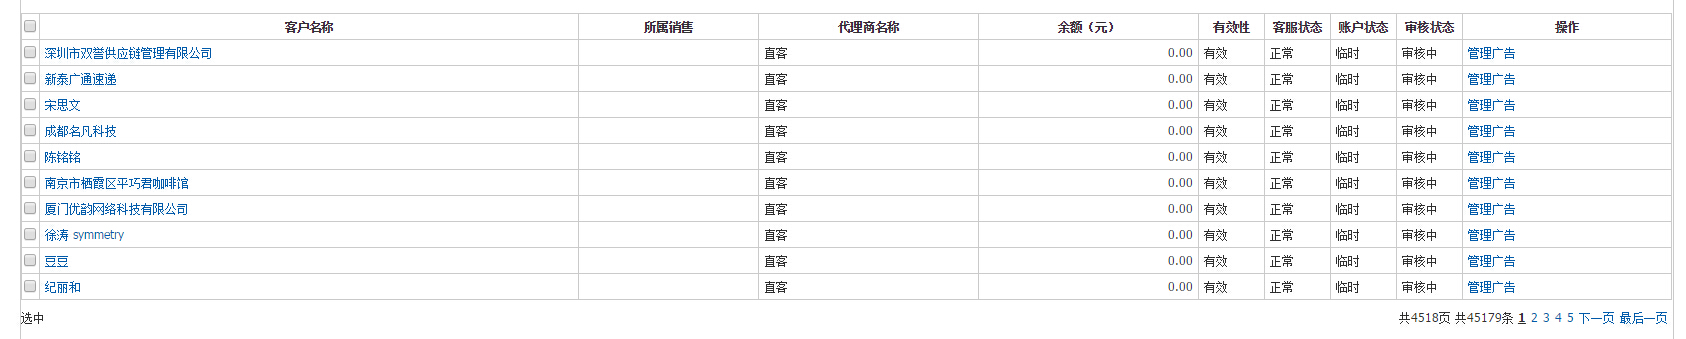 客户名称 所属销售 代理商名称 余额（元） 有效性 客服状态 账户状态 审核状态 操作
深圳市双誉供应链管理有限公司 直客 0.00 有效 正常 临时 审核中 管理广告
新泰广通速递 直客 0.00 有效 正常 临时 审核中 管理广告
宋思文 直客 0.00 有效 正常 临时 审核中 管理广告
成都名凡科技 直客 0.00 有效 正常 临时 审核中 管理广告
陈铭铭 直客 0.00 有效 正常 临时 审核中 管理广告
南京市栖霞区平巧君咖啡馆 直客 0.00 有效 正常 临时 审核中 管理广告
厦门优韵网络科技有限公司 直客 0.00 有效 正常 临时 审核中 管理广告
徐涛 symmetry 直客 0.00 有效 正常 临时 审核中 管理广告
豆豆 直客 0.00 有效 正常 临时 审核中 管理广告
纪丽和 直客 0.00 有效 正常 临时 审核中 管理广告
选中 共4518页 共45179条 1 2 3 4 5 下一页 最后一页